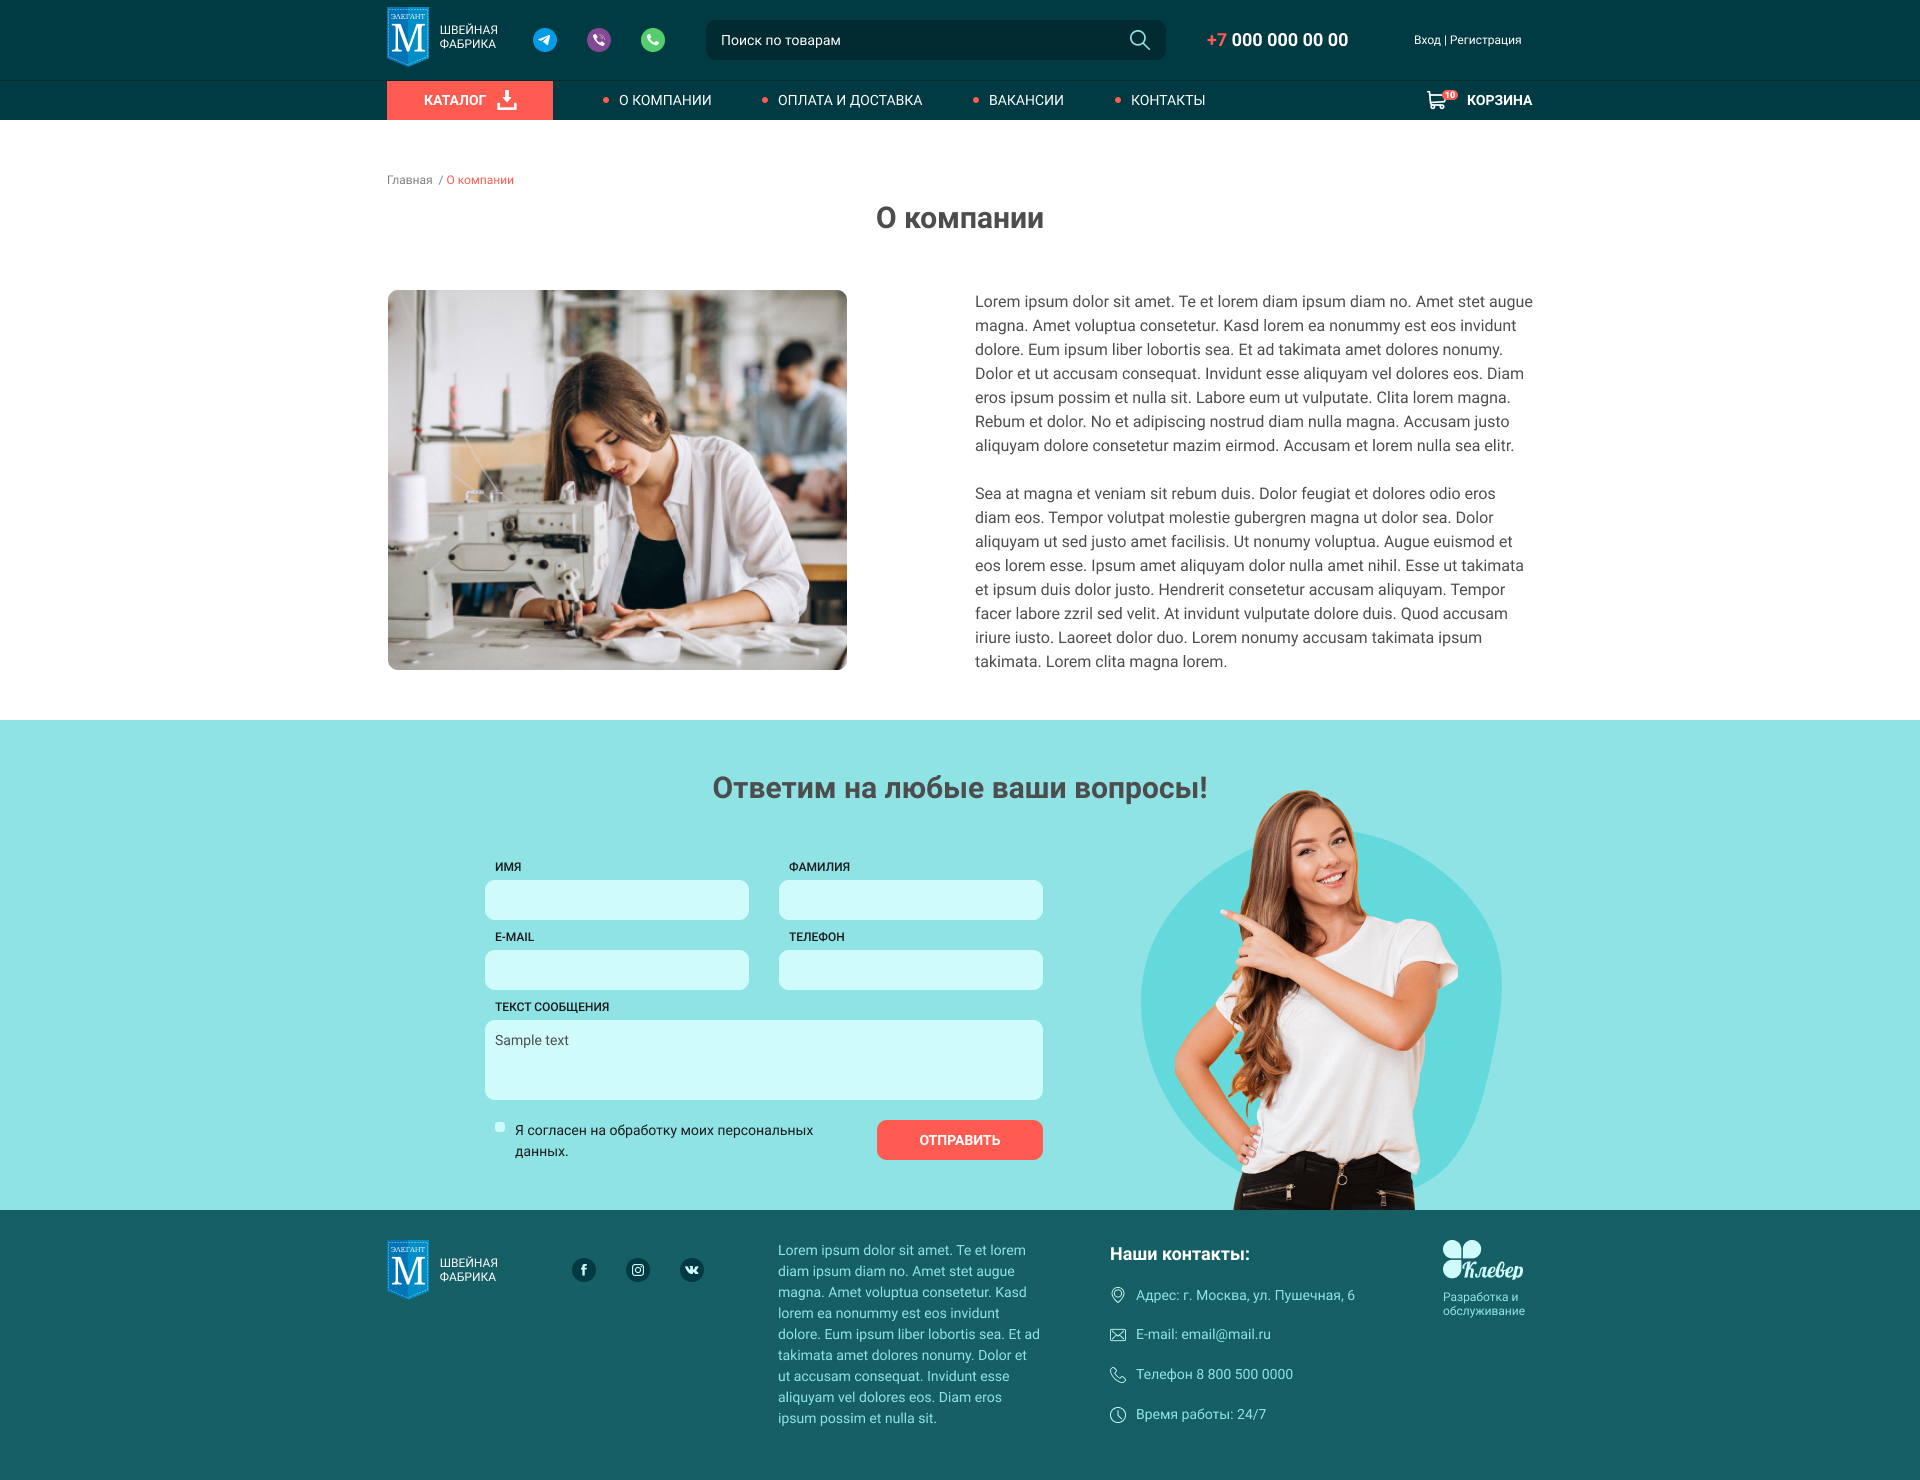 ЭЛЕГАНТ
М
ШВЕЙНАЯ
ФАБРИКА
Поиск по товарам
+7 000 000 00 00
Вход | Регистрация
КАТАЛОГ
О КОМПАНИИ
ОПЛАТА И ДОСТАВКА
ВАКАНСИИ
КОНТАКТЫ
10
КОРЗИНА
Главная / О компании
О компании
Lorem ipsum dolor sit amet. Te et lorem diam ipsum diam no. Amet stet augue
magna. Amet voluptua consetetur. Kasd lorem ea nonummy est eos invidunt
dolore. Eum ipsum liber lobortis sea. Et ad takimata amet dolores nonumy.
Dolor et ut accusam consequat. Invidunt esse aliquyam vel dolores eos. Diam
eros ipsum possim et nulla sit. Labore eum ut vulputate. Clita lorem magna.
Rebum et dolor. No et adipiscing nostrud diam nulla magna. Accusam justo
aliquyam dolore consetetur mazim eirmod. Accusam et lorem nulla sea elitr.
Sea at magna et veniam sit rebum duis. Dolor feugiat et dolores odio eros
diam eos. Tempor volutpat molestie gubergren magna ut dolor sea. Dolor
aliquyam ut sed justo amet facilisis. Ut nonumy voluptua. Augue euismod et
eos lorem esse. Ipsum amet aliquyam dolor nulla amet nihil. Esse ut takimata
et ipsum duis dolor justo. Hendrerit consetetur accusam aliquyam. Tempor
facer labore zzril sed velit. At invidunt vulputate dolore duis. Quod accusam
iriure iusto. Laoreet dolor duo. Lorem nonumy accusam takimata ipsum
takimata. Lorem clita magna lorem.
Ответим на любые ваши вопросы!
ИМЯ
ФАМИЛИЯ
E-MAIL
ТЕЛЕФОН
ТЕКСТ СООБЩЕНИЯ
Sample text
Я согласен на обработку моих персональных
данных.
ОТПРАВИТЬ
ЭЛЕГАНТ
М
ШВЕЙНАЯ
ФАБРИКА
Lorem ipsum dolor sit amet. Te et lorem
diam ipsum diam no. Amet stet augue
magna. Amet voluptua consetetur. Kasd
lorem ea nonummy est eos invidunt
dolore. Eum ipsum liber lobortis sea. Et ad
takimata amet dolores nonumy. Dolor et
ut accusam consequat. Invidunt esse
aliquyam vel dolores eos. Diam eros
ipsum possim et nulla sit.
Наши контакты:
Адрес: г. Москва, ул. Пушечная, 6
E-mail: email@mail.ru
Телефон 8 800 500 0000
Время работы: 24/7
Клевер
Разработка и
обслуживание